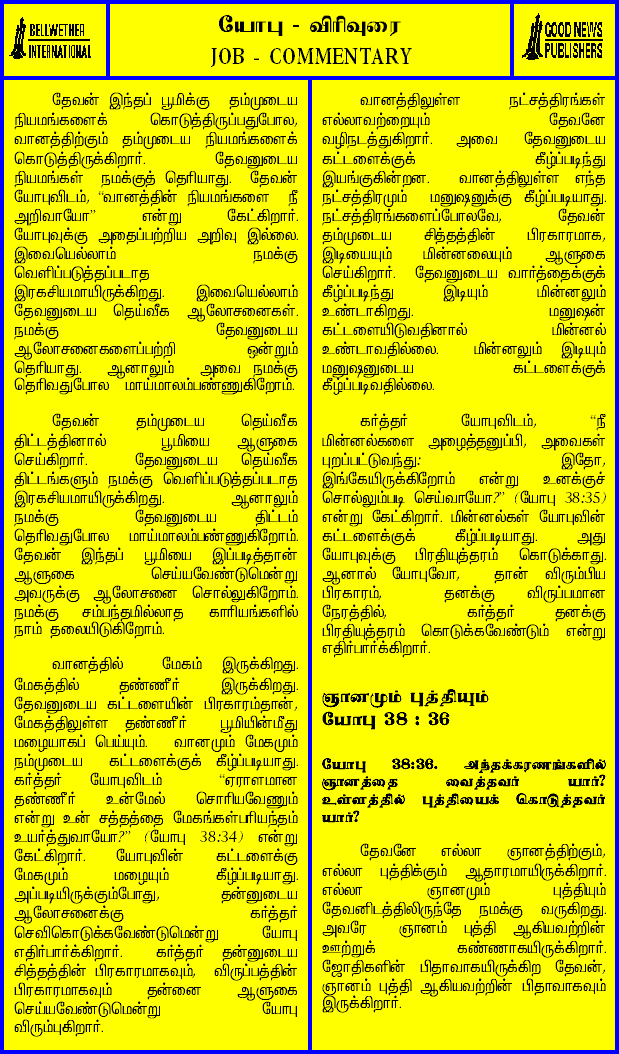 BELLWETHER
INTERNATIONAL
யோபு - விரிவுரை
JOB - COMMENTARY
GOOD NEWS
PUBLISHERS
தேவன் இந்தப் பூமிக்கு தம்முடைய
நியமங்களைக் கொடுத்திருப்பதுபோல,
வானத்திற்கும் தம்முடைய நியமங்களைக்
கொடுத்திருக்கிறார். தேவனுடைய
நியமங்கள் நமக்குத் தெரியாது. தேவன்
யோபுவிடம், “வானத்தின் நியமங்களை நீ
அறிவாயோ” என்று கேட்கிறார்.
யோபுவுக்கு அதைப்பற்றிய அறிவு இல்லை.
இவையெல்லாம் நமக்கு
வெளிப்படுத்தப்படாத
இரகசியமாயிருக்கிறது. இவையெல்லாம்
தேவனுடைய தெய்வீக ஆலோசனைகள்.
நமக்கு தேவனுடைய
ஆலோசனைகளைப்பற்றி ஒன்றும்
தெரியாது. ஆனாலும் அவை நமக்கு
தெரிவதுபோல மாய்மாலம்பண்ணுகிறோம்.
தேவன் தம்முடைய தெய்வீக
திட்டத்தினால் பூமியை ஆளுகை
செய்கிறார். தேவனுடைய தெய்வீக
திட்டங்களும் நமக்கு வெளிப்படுத்தப்படாத
இரகசியமாயிருக்கிறது. ஆனாலும்
நமக்கு தேவனுடைய திட்டம்
தெரிவதுபோல மாய்மாலம்பண்ணுகிறோம்.
தேவன் இந்தப் பூமியை இப்படித்தான்
ஆளுகை செய்யவேண்டுமென்று
அவருக்கு ஆலோசனை சொல்லுகிறோம்.
நமக்கு சம்பந்தமில்லாத காரியங்களில்
நாம் தலையிடுகிறோம்.
வானத்தில் மேகம் இருக்கிறது.
மேகத்தில் தண்ணீர் இருக்கிறது.
தேவனுடைய கட்டளையின் பிரகாரம்தான்,
மேகத்திலுள்ள தண்ணீர் பூமியின்மீது
மழையாகப் பெய்யும். வானமும் மேகமும்
நம்முடைய கட்டளைக்குக் கீழ்ப்படியாது.
கர்த்தர் யோபுவிடம் “ஏராளமான
தண்ணீர் உன்மேல் சொரியவேணும்
என்று உன் சத்தத்தை மேகங்கள்பரியந்தம்
உயர்த்துவாயோ?” (யோபு 38:34) என்று
கேட்கிறார். யோபுவின் கட்டளைக்கு
மேகமும் மழையும் கீழ்ப்படியாது.
அப்படியிருக்கும்போது, தன்னுடைய
ஆலோசனைக்கு கர்த்தர்
செவிகொடுக்கவேண்டுமென்று யோபு
எதிர்பார்க்கிறார். கர்த்தர் தன்னுடைய
சித்தத்தின் பிரகாரமாகவும், விருப்பத்தின்
பிரகாரமாகவும் தன்னை ஆளுகை
செய்யவேண்டுமென்று யோபு
விரும்புகிறார்.
வானத்திலுள்ள நட்சத்திரங்கள்
எல்லாவற்றையும் தேவனே
வழிநடத்துகிறார். அவை தேவனுடைய
கட்டளைக்குக் கீழ்ப்படிந்து
இயங்குகின்றன. வானத்திலுள்ள எந்த
நட்சத்திரமும் மனுஷனுக்கு கீழ்ப்படியாது.
நட்சத்திரங்களைப்போலவே, தேவன்
தம்முடைய சித்தத்தின் பிரகாரமாக,
இடியையும் மின்னலையும் ஆளுகை
செய்கிறார். தேவனுடைய வார்த்தைக்குக்
கீழ்ப்படிந்து இடியும் மின்னலும்
உண்டாகிறது. மனுஷன்
கட்டளையிடுவதினால் மின்னல்
உண்டாவதில்லை. மின்னலும் இடியும்
மனுஷனுடைய கட்டளைக்குக்
கீழ்ப்படிவதில்லை.
கர்த்தர் யோபுவிடம், “நீ
மின்னல்களை அழைத்தனுப்பி, அவைகள்
புறப்பட்டுவந்து: இதோ,
இங்கேயிருக்கிறோம் என்று உனக்குச்
சொல்லும்படி செய்வாயோ?” (யோபு 38:35)
என்று கேட்கிறார். மின்னல்கள் யோபுவின்
கட்டளைக்குக் கீழ்ப்படியாது. அது
யோபுவுக்கு பிரதியுத்தரம் கொடுக்காது.
ஆனால் யோபுவோ, தான் விரும்பிய
பிரகாரம், தனக்கு விருப்பமான
நேரத்தில், கர்த்தர் தனக்கு
பிரதியுத்தரம் கொடுக்கவேண்டும் என்று
எதிர்பார்க்கிறார்.
ஞானமும் புத்தியும்
யோபு 38 : 36
யோபு 38:36. அந்தக்கரணங்களில்
ஞானத்தை வைத்தவர் யார்?
உள்ளத்தில் புத்தியைக் கொடுத்தவர்
யார்?
தேவனே எல்லா ஞானத்திற்கும்,
எல்லா புத்திக்கும் ஆதாரமாயிருக்கிறார்.
எல்லா ஞானமும் புத்தியும்
தேவனிடத்திலிருந்தே நமக்கு வருகிறது.
அவரே ஞானம் புத்தி ஆகியவற்றின்
ஊற்றுக் கண்ணாகயிருக்கிறார்.
ஜோதிகளின் பிதாவாகயிருக்கிற தேவன்,
ஞானம் புத்தி ஆகியவற்றின் பிதாவாகவும்
இருக்கிறார்.